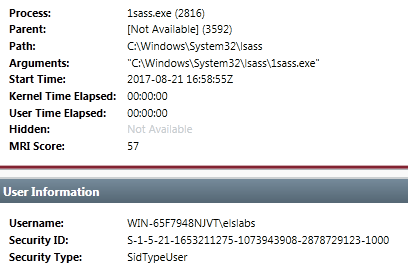 Process: 1sass.exe (2816)
Parent: [Not Available] (3592)
Path: C:\Windows\System32\lsass
Arguments: "C:\Windows\System32\lsass\1sass.exe"
Start Time: 2017-08-21 16:58:55Z
Kernel Time Elapsed: 00:00:00
User Time Elapsed: 00:00:00
Hidden: Not Available
MRI Score: 57
User Information
Username: WIN-65F7948NJVT\elslabs
Security ID: S-1-5-21-1653211275-1073943908-2878729123-1000
Security Type: SidTypeUser